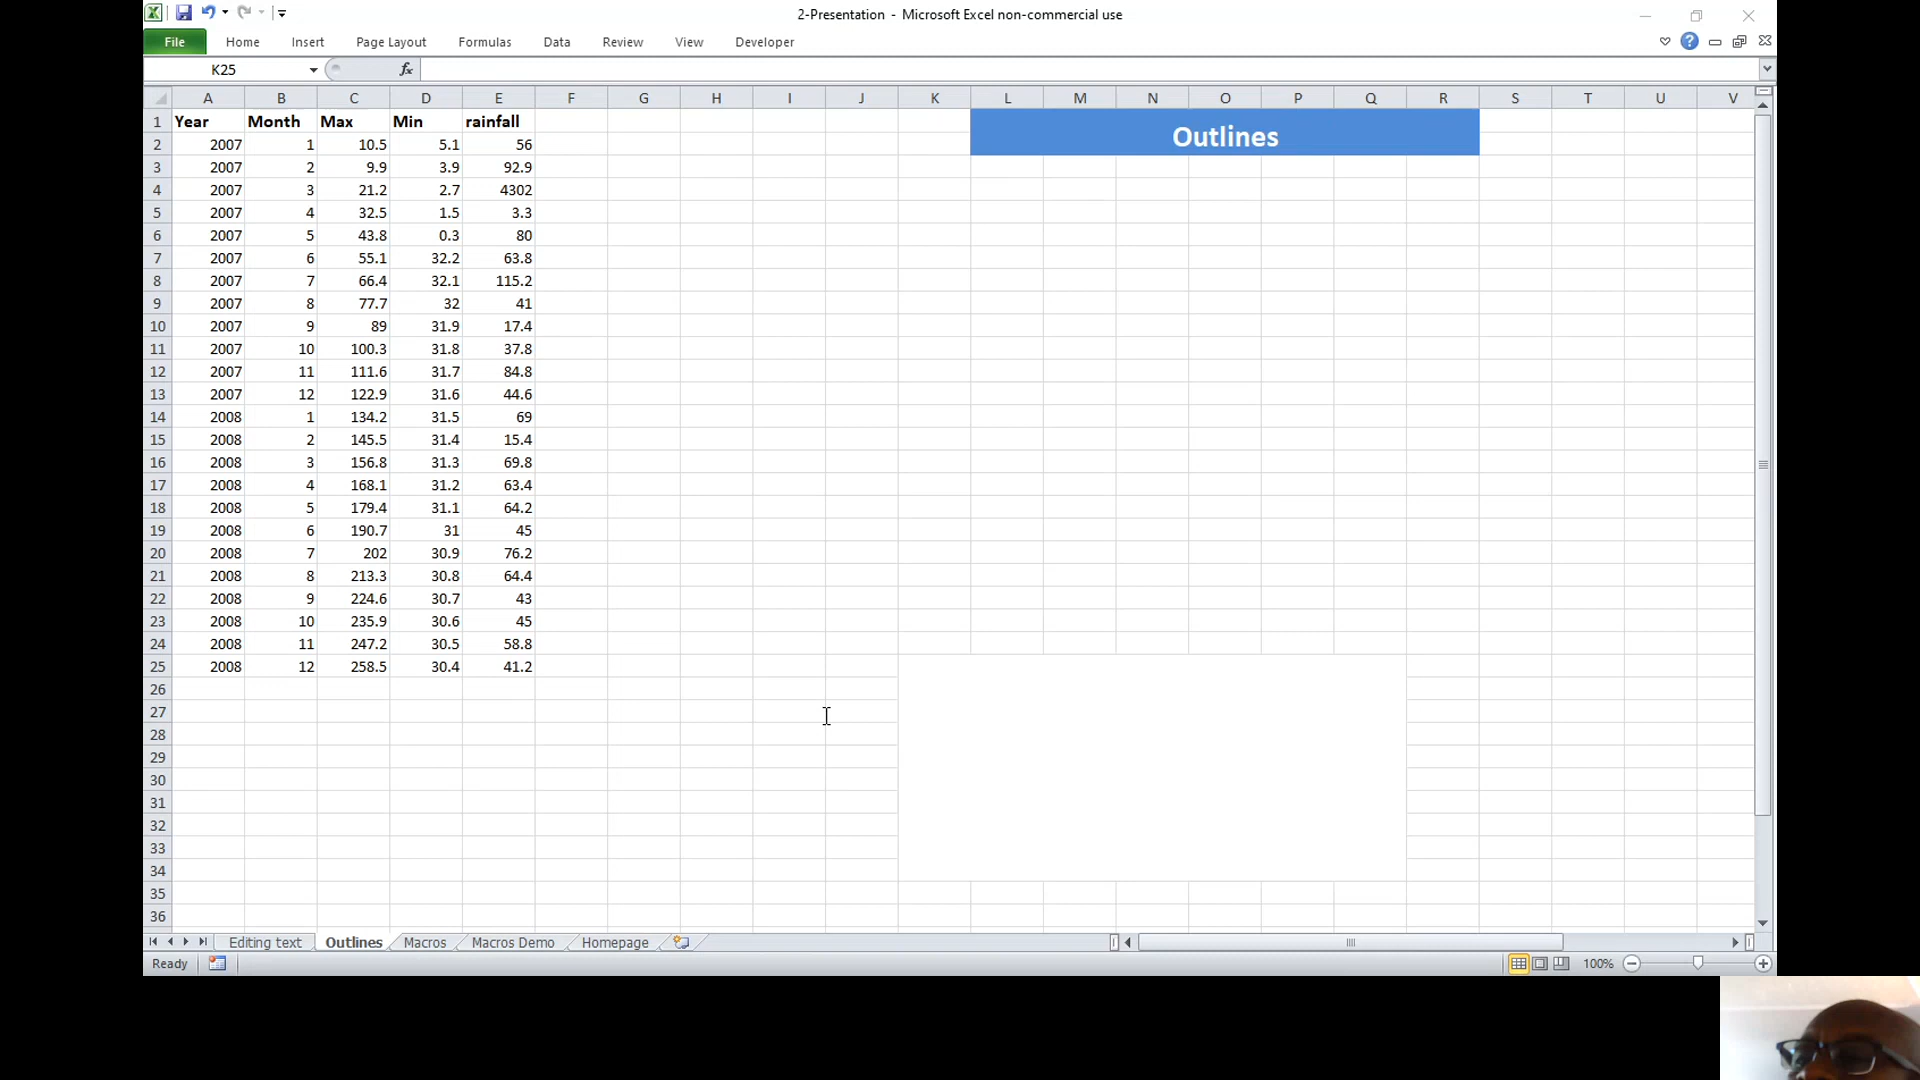 2-Presentation - Microsoft Excel non-commercial use
File Home Insert Page Layout Formulas Data Review View Developer
K25 fx
A B C D E F G H I J K L M N O P Q R S T U V
1 Year Month Max Min rainfall Outlines
2 2007 1 10.5 5.1 56
3 2007 2 9.9 3.9 92.9
4 2007 3 21.2 2.7 4302
5 2007 4 32.5 1.5 3.3
6 2007 5 43.8 0.3 80
7 2007 6 55.1 32.2 63.8
8 2007 7 66.4 32.1 115.2
9 2007 8 77.7 32 41
10 2007 9 89 31.9 17.4
11 2007 10 100.3 31.8 37.8
12 2007 11 111.6 31.7 84.8
13 2007 12 122.9 31.6 44.6
14 2008 1 134.2 31.5 69
15 2008 2 145.5 31.4 15.4
16 2008 3 156.8 31.3 69.8
17 2008 4 168.1 31.2 63.4
18 2008 5 179.4 31.1 64.2
19 2008 6 190.7 31 45
20 2008 7 202 30.9 76.2
21 2008 8 213.3 30.8 64.4
22 2008 9 224.6 30.7 43
23 2008 10 235.9 30.6 45
24 2008 11 247.2 30.5 58.8
25 2008 12 258.5 30.4 41.2
26
27
28
29
30
31
32
33
34
35
36
Editing text Outlines Macros Macros Demo Homepage
Ready 100%